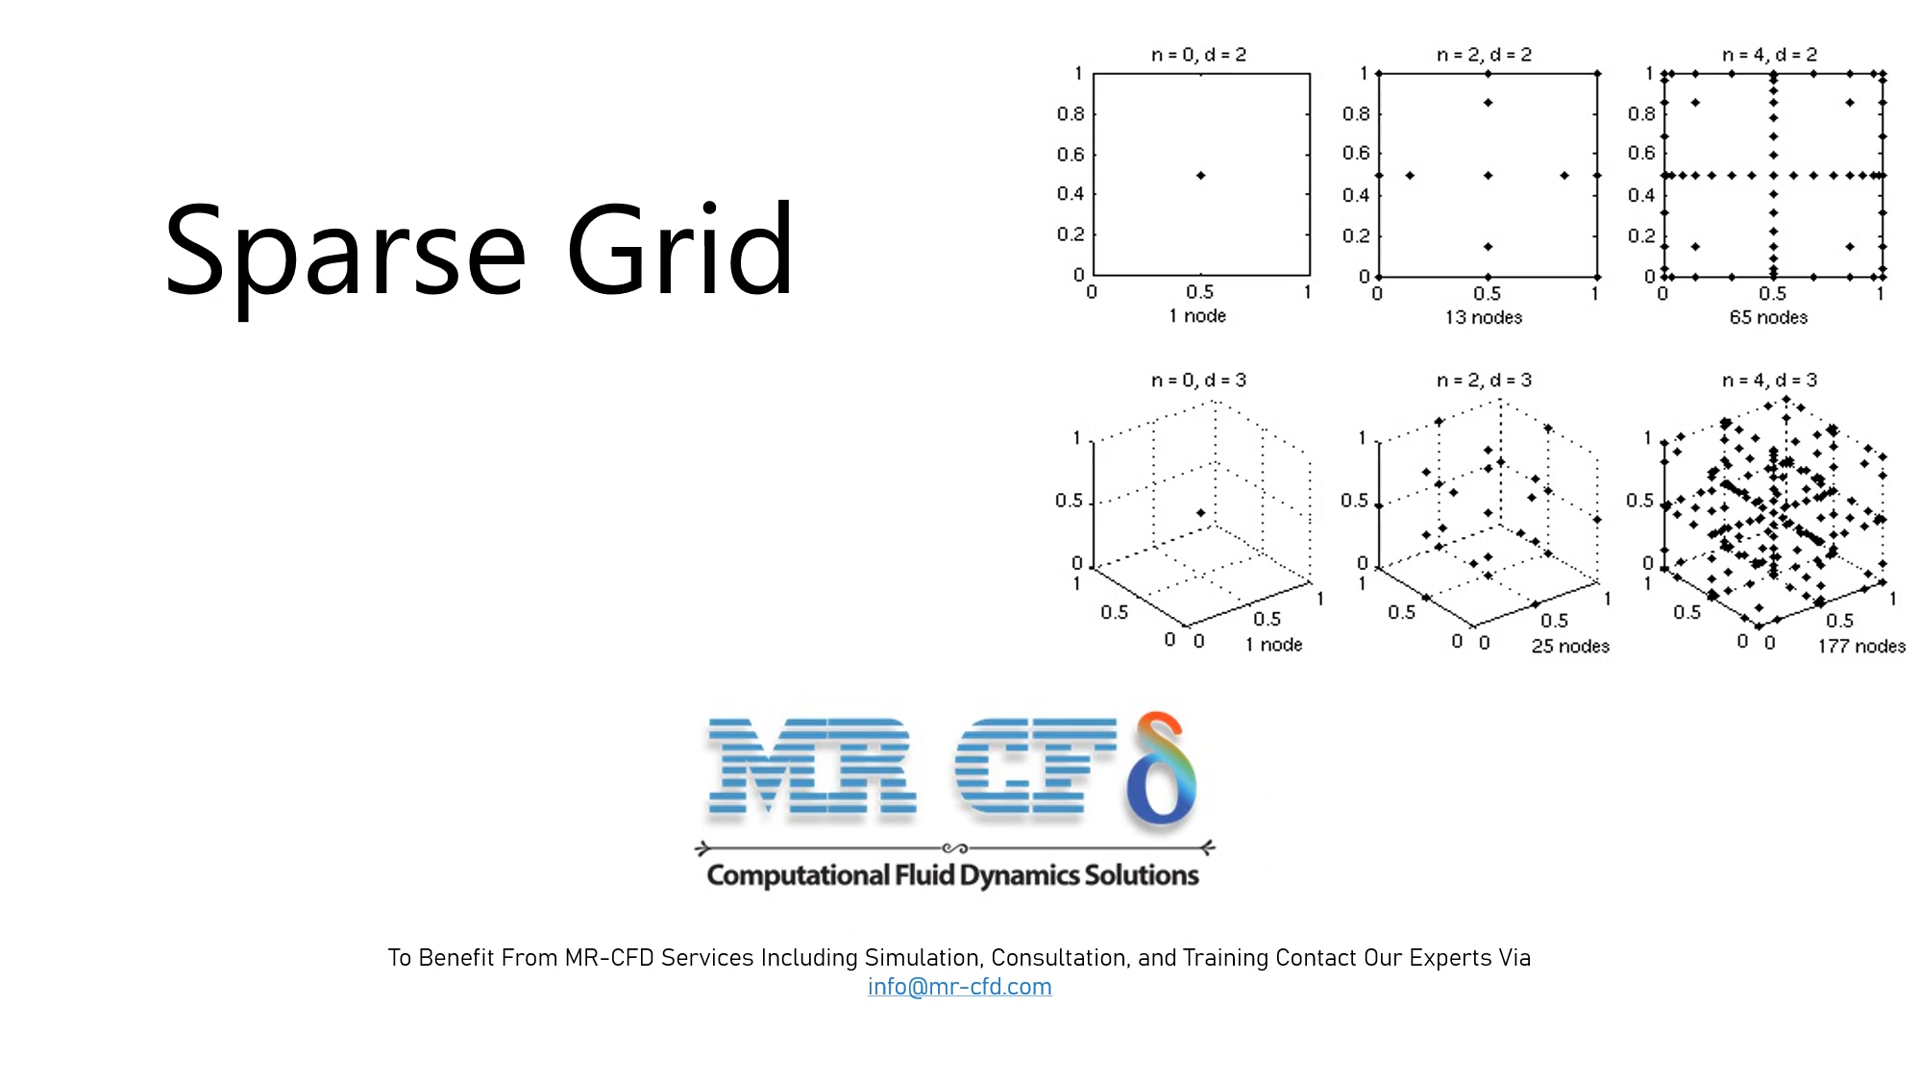 Sparse Grid
n = 0, d = 2
1
0.8
0.6
0.4
0.2
0
0 0.5 1
1 node
n = 2, d = 2
1
0.8
0.6
0.4
0.2
0
0 0.5 1
13 nodes
n = 4, d = 2
1
0.8
0.6
0.4
0.2
0
0 0.5 1
65 nodes
n = 0, d = 3
1
0.5
0
1
0.5
0
0
0.5
1
1 node
n = 2, d = 3
1
0.5
0
1
0.5
0
0
0.5
1
25 nodes
n = 4, d = 3
1
0.5
0
1
0.5
0
0
0.5
1
177 nodes
MR CFδ
Computational Fluid Dynamics Solutions
To Benefit From MR-CFD Services Including Simulation, Consultation, and Training Contact Our Experts Via
info@mr-cfd.com